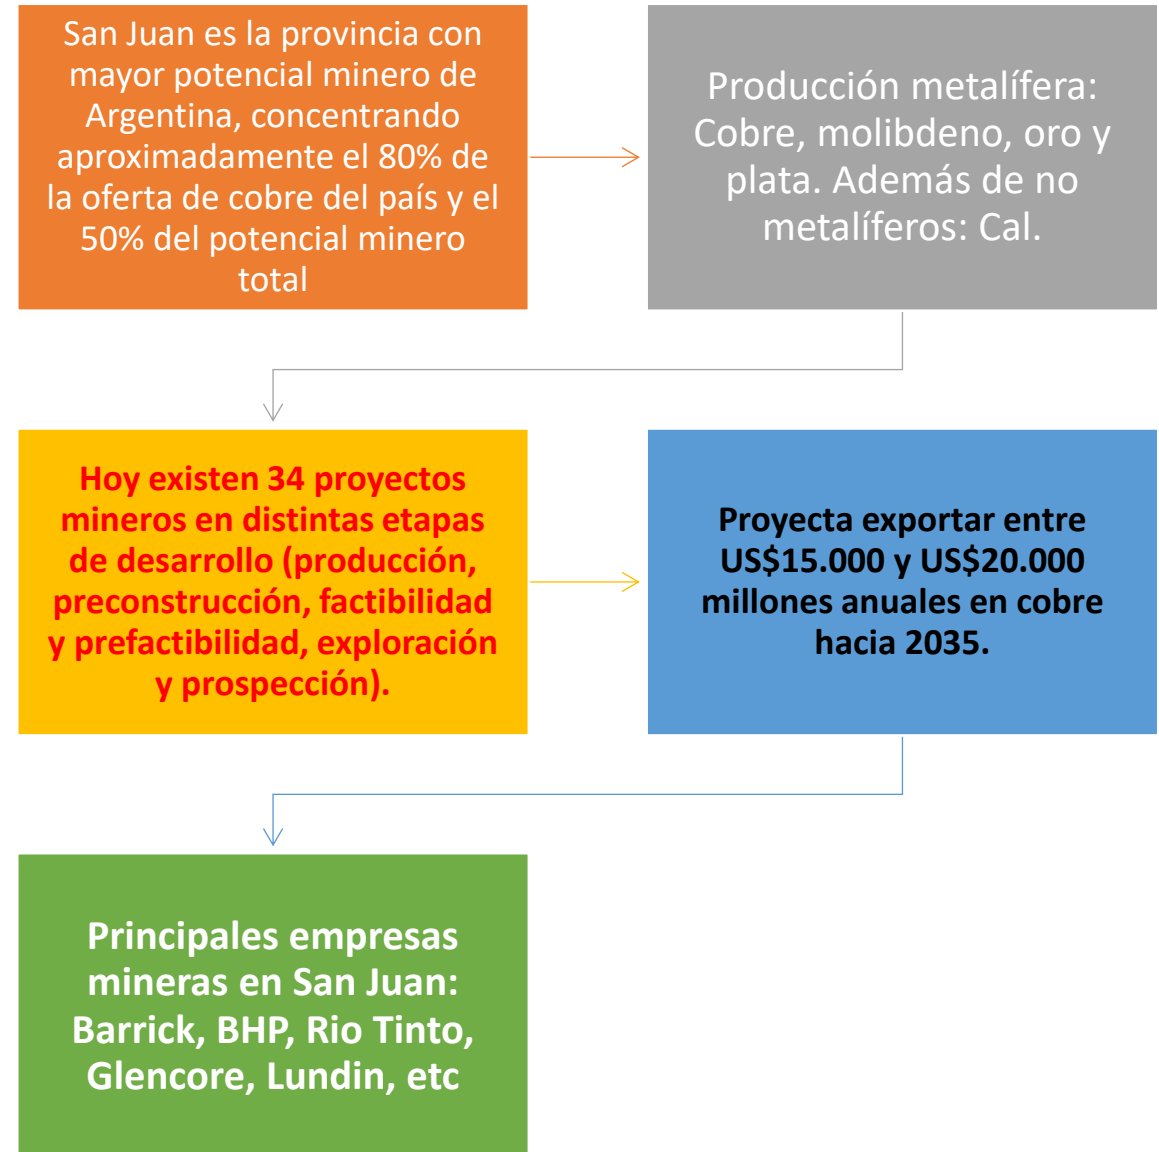 San Juan es la provincia con
mayor potencial minero de
Argentina, concentrando
aproximadamente el 80% de
la oferta de cobre del país y el
50% del potencial minero
total
Producción metalífera:
Cobre, molibdeno, oro y
plata. Además de no
metalíferos: Cal.
Hoy existen 34 proyectos
mineros en distintas etapas
de desarrollo (producción,
preconstrucción, factibilidad
y prefactibilidad, exploración
y prospección).
Proyecta exportar entre
US$15.000 y US$20.000
millones anuales en cobre
hacia 2035.
Principales empresas
mineras en San Juan:
Barrick, BHP, Rio Tinto,
Glencore, Lundin, etc